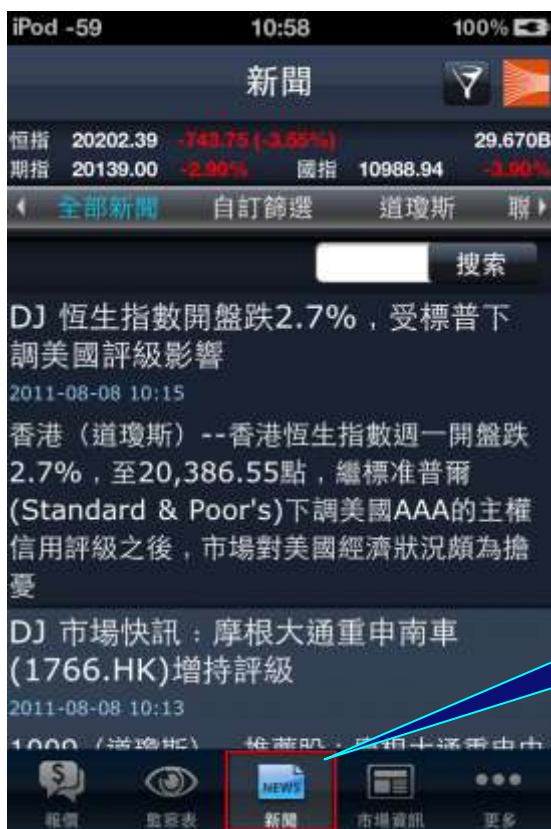 iPod -59 10:58 100%
新聞
恒指 20202.39 -743.75 (-3.55%) 29.670B
期指 20139.00 -2.90% 國指 10988.94 -3.90%
全部新聞 自訂篩選 道瓊斯 聯
搜索
DJ 恆生指數開盤跌2.7%，受標普下
調美國評級影響
2011-08-08 10:15
香港（道瓊斯）--香港恆生指數週一開盤跌
2.7%，至20,386.55點，繼標准普爾
(Standard & Poor's)下調美國AAA的主權
信用評級之後，市場對美國經濟狀況頗為擔
憂
DJ 市場快訊：摩根大通重申南車
(1766.HK)增持評級
2011-08-08 10:13
NEWS
報價 監察表 新聞 市場資訊 更多